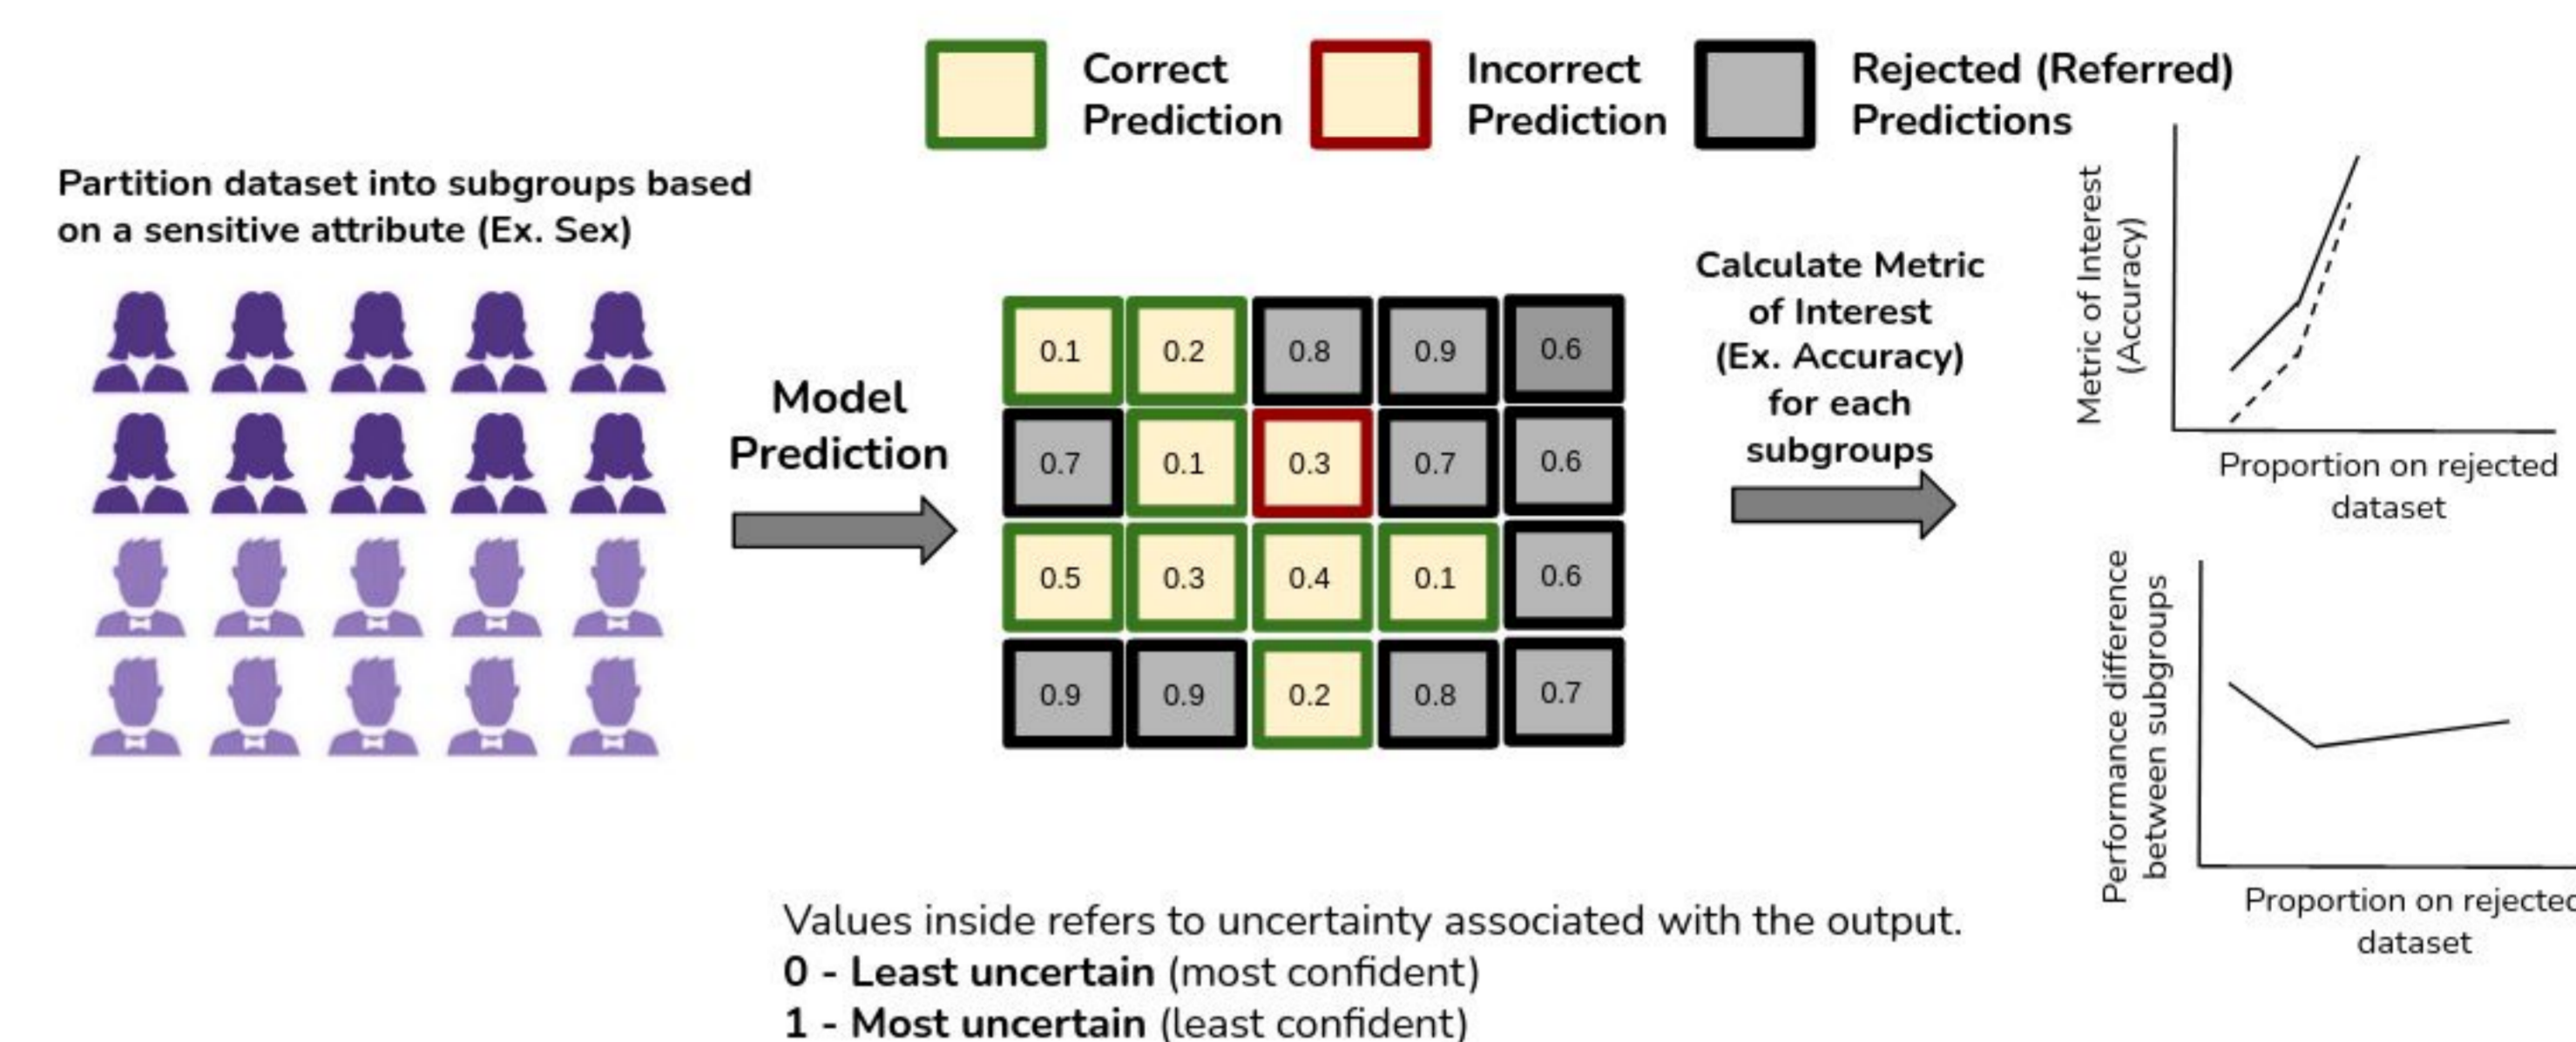 Correct
Prediction
Incorrect
Prediction
Rejected (Referred)
Predictions
Partition dataset into subgroups based
on a sensitive attribute (Ex. Sex)
Model
Prediction
0.1 0.2 0.8 0.9 0.6
0.7 0.1 0.3 0.7 0.6
0.5 0.3 0.4 0.1 0.6
0.9 0.9 0.2 0.8 0.7
Calculate Metric
of Interest
(Ex. Accuracy)
for each
subgroups
Metric of Interest
(Accuracy)
Proportion on rejected
dataset
Performance difference
between subgroups
Proportion on rejected
dataset
Values inside refers to uncertainty associated with the output.
0 - Least uncertain (most confident)
1 - Most uncertain (least confident)